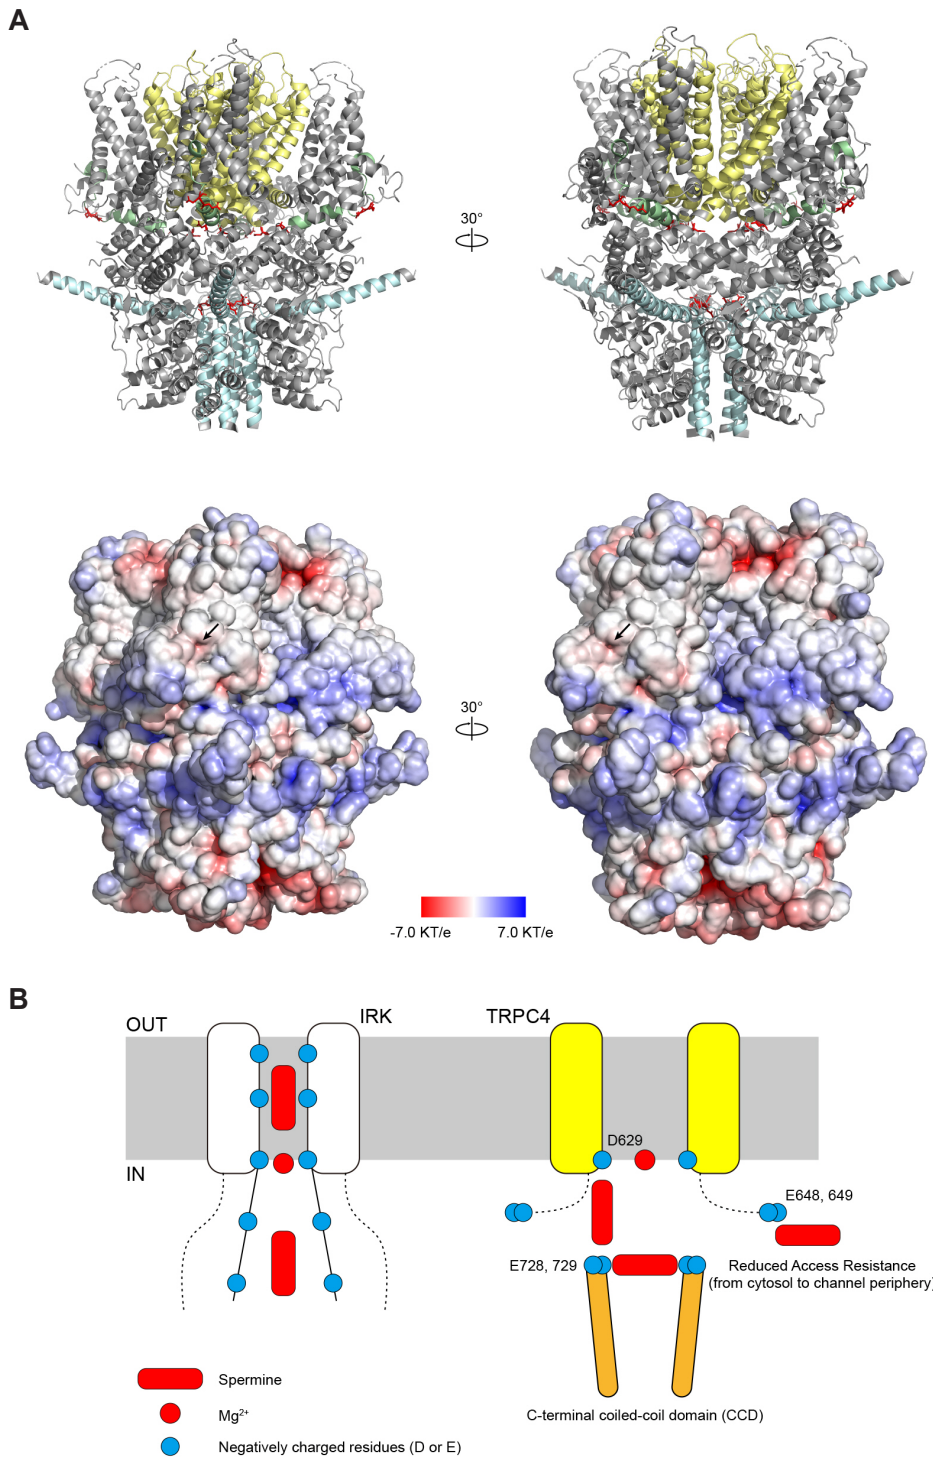 A
30°
30°
-7.0 KT/e
7.0 KT/e
B
OUT
IRK
TRPC4
D629
IN
E648, 649
E728, 729
Reduced Access Resistance
(from cytosol to channel periphery)
Spermine
Mg²⁺
C-terminal coiled-coil domain (CCD)
Negatively charged residues (D or E)